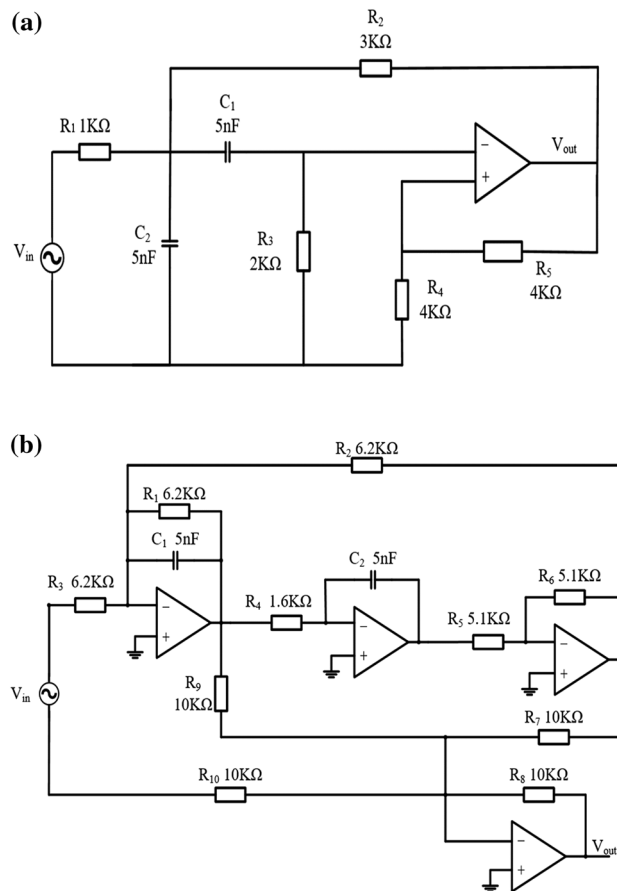 (a)
R2
3KΩ
C1
5nF
R1 1KΩ
−
+
Vout
Vin
C2
5nF
R3
2KΩ
R4
4KΩ
R5
4KΩ
(b)
R2 6.2KΩ
R1 6.2KΩ
C1 5nF
R3 6.2KΩ
−
+
R4 1.6KΩ
C2 5nF
−
+
R5 5.1KΩ
R6 5.1KΩ
−
+
Vin
R9
10KΩ
R7 10KΩ
R10 10KΩ
R8 10KΩ
−
+
Vout